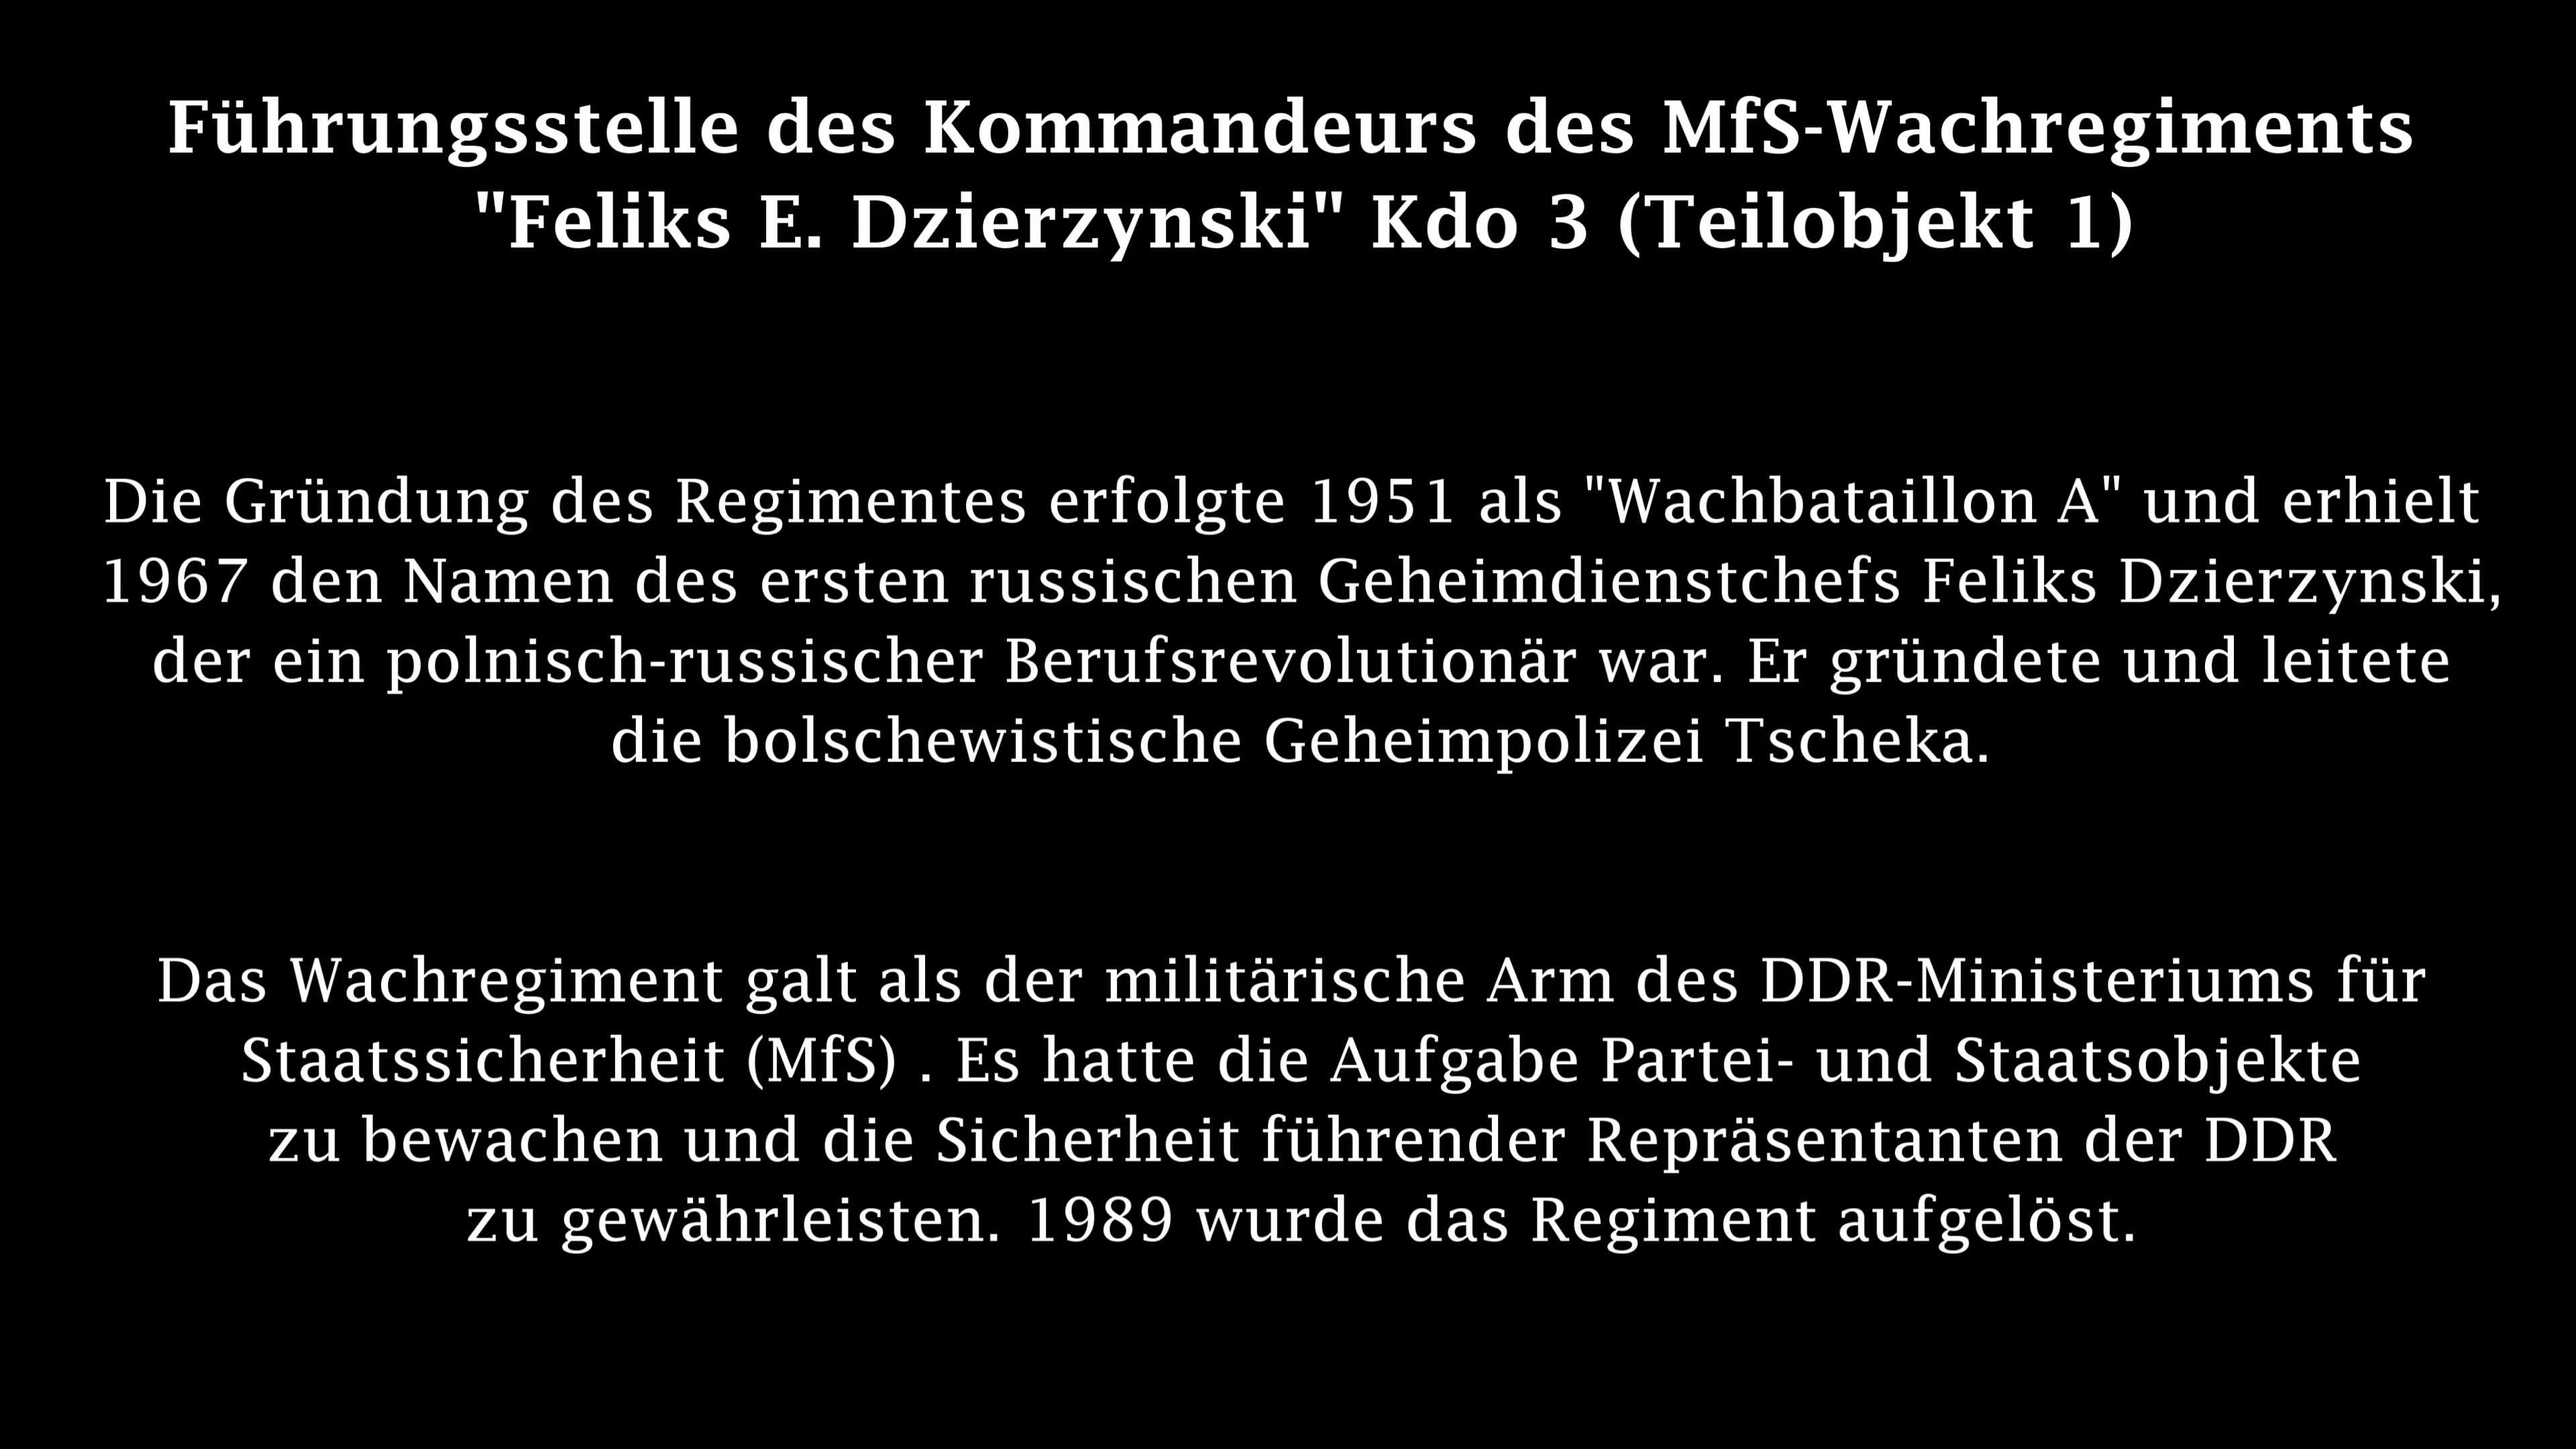 Führungsstelle des Kommandeurs des MfS-Wachregiments
"Feliks E. Dzierzynski" Kdo 3 (Teilobjekt 1)
Die Gründung des Regimentes erfolgte 1951 als "Wachbataillon A" und erhielt
1967 den Namen des ersten russischen Geheimdienstchefs Feliks Dzierzynski,
der ein polnisch-russischer Berufsrevolutionär war. Er gründete und leitete
die bolschewistische Geheimpolizei Tscheka.
Das Wachregiment galt als der militärische Arm des DDR-Ministeriums für
Staatssicherheit (MfS) . Es hatte die Aufgabe Partei- und Staatsobjekte
zu bewachen und die Sicherheit führender Repräsentanten der DDR
zu gewährleisten. 1989 wurde das Regiment aufgelöst.